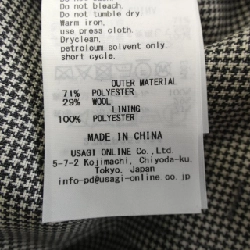 Do not bleach.
Do not tumble dry
Warm iron,
use press cloth.
Dryclean,
petroleum solvent only
short cycle.
OUTER MATERIAL
71% POLYESTER
29% WOOL
LINING
100% POLYESTER
MADE IN CHINA
USAGI ONLINE Co.,Ltd.
5-7-2 Kojimachi, Chiyoda-ku.
Tokyo, Japan
info-pd@usagi-online.co.jp